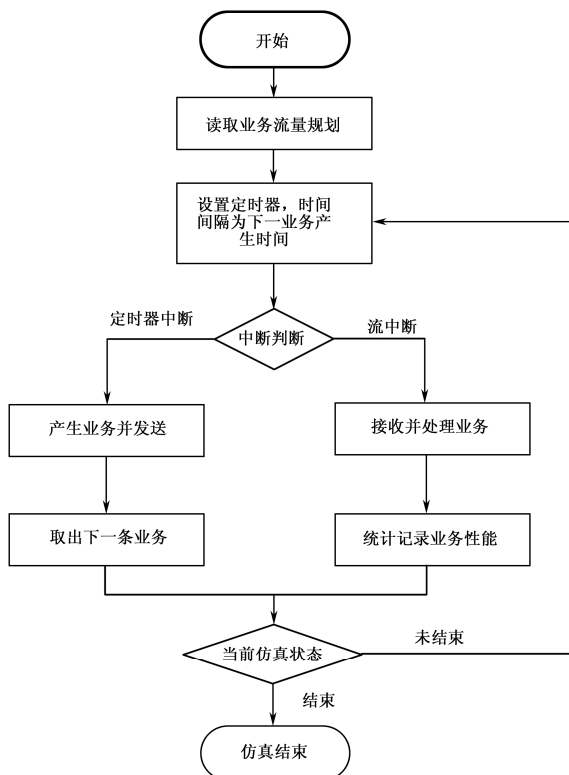 开始
读取业务流量规划
设置定时器，时间
间隔为下一业务产
生时间
定时器中断
中断判断
流中断
产生业务并发送
接收并处理业务
取出下一条业务
统计记录业务性能
当前仿真状态
未结束
结束
仿真结束